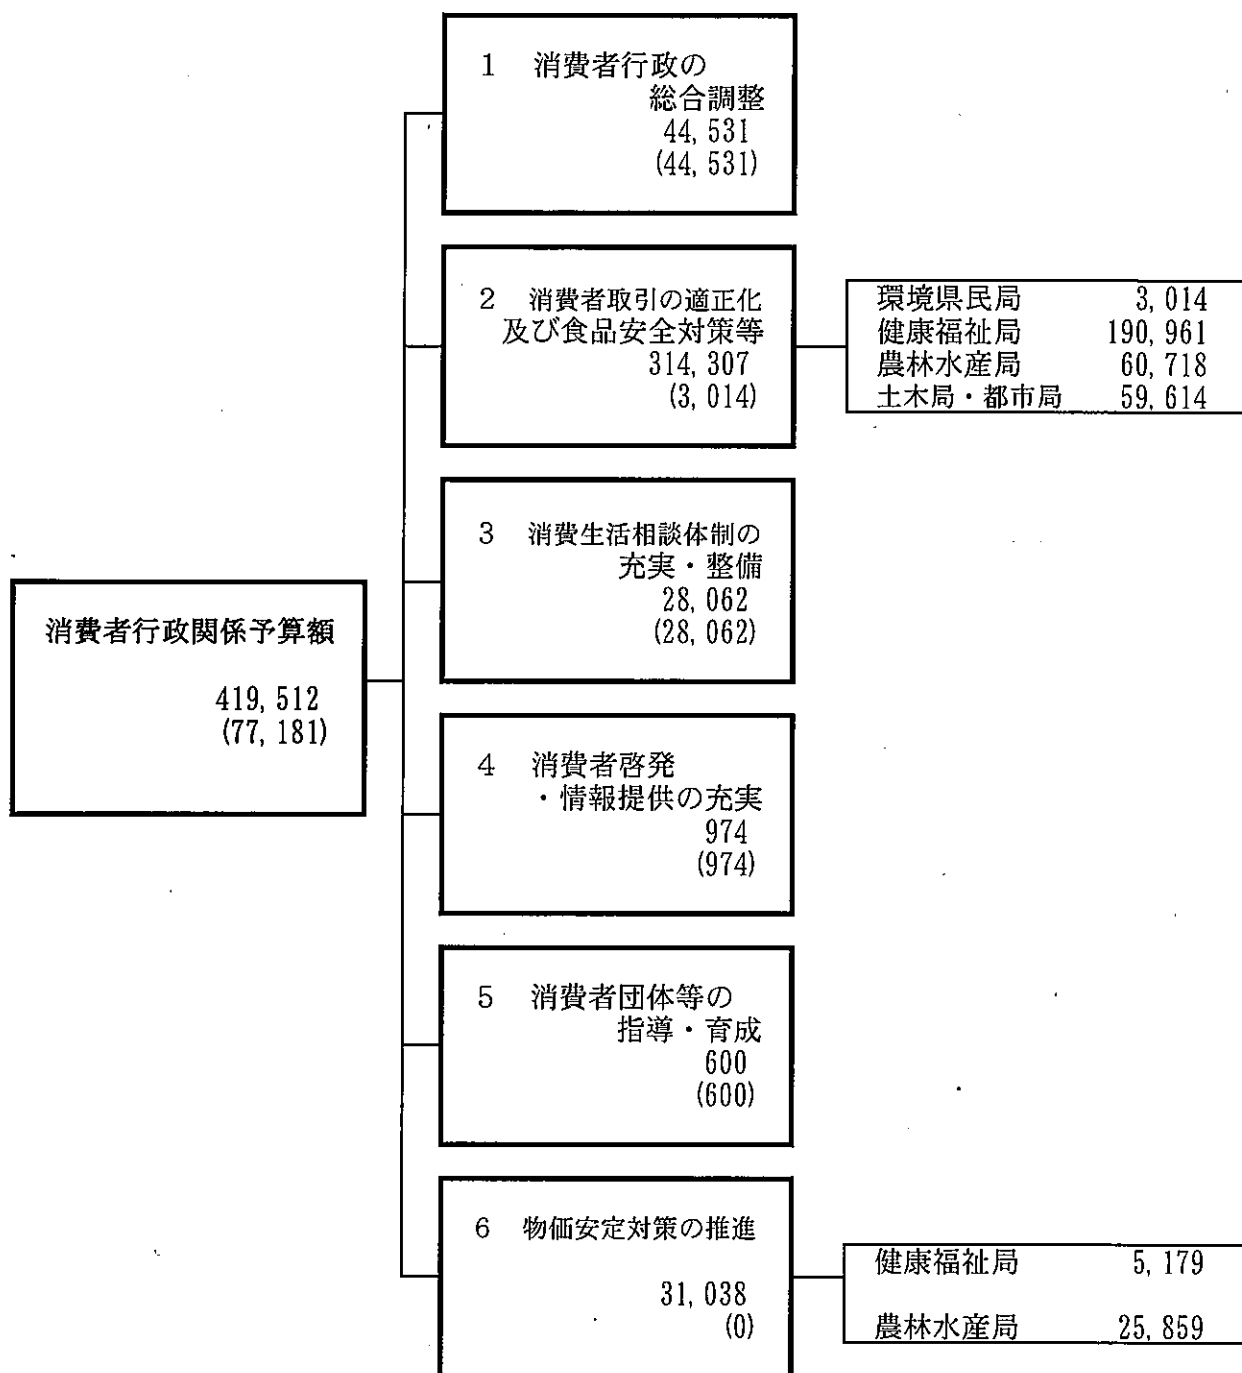 1 消費者行政の
総合調整
44,531
(44,531)
2 消費者取引の適正化
及び食品安全対策等
314,307
(3,014)
環境県民局 3,014
健康福祉局 190,961
農林水産局 60,718
土木局・都市局 59,614
3 消費生活相談体制の
充実・整備
28,062
(28,062)
消費者行政関係予算額
419,512
(77,181)
4 消費者啓発
・情報提供の充実
974
(974)
5 消費者団体等の
指導・育成
600
(600)
6 物価安定対策の推進
31,038
(0)
健康福祉局 5,179
農林水産局 25,859